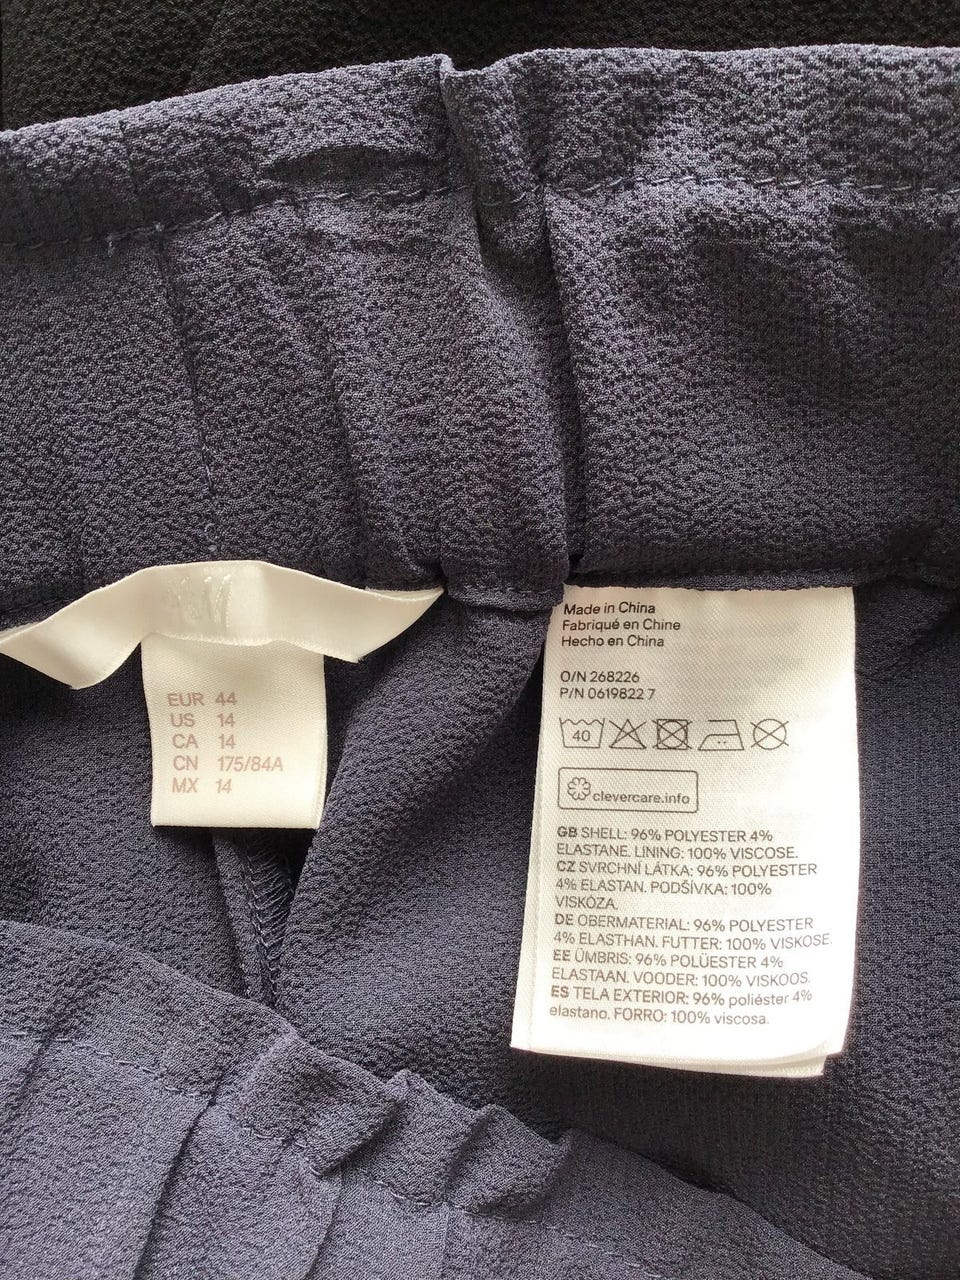 H&M
EUR 44
US 14
CA 14
CN 175/84A
MX 14
Made in China
Fabriqué en Chine
Hecho en China
O/N 268226
P/N 0619822 7
40
clevercare.info
GB SHELL: 96% POLYESTER 4%
ELASTANE. LINING: 100% VISCOSE.
CZ SVRCHNÍ LÁTKA: 96% POLYESTER
4% ELASTAN. PODŠÍVKA: 100%
VISKÓZA.
DE OBERMATERIAL: 96% POLYESTER
4% ELASTHAN. FUTTER: 100% VISKOSE.
EE ÜMBRIS: 96% POLÜESTER 4%
ELASTAAN. VOODER: 100% VISKOOS.
ES TELA EXTERIOR: 96% poliéster 4%
elastano. FORRO: 100% viscosa.